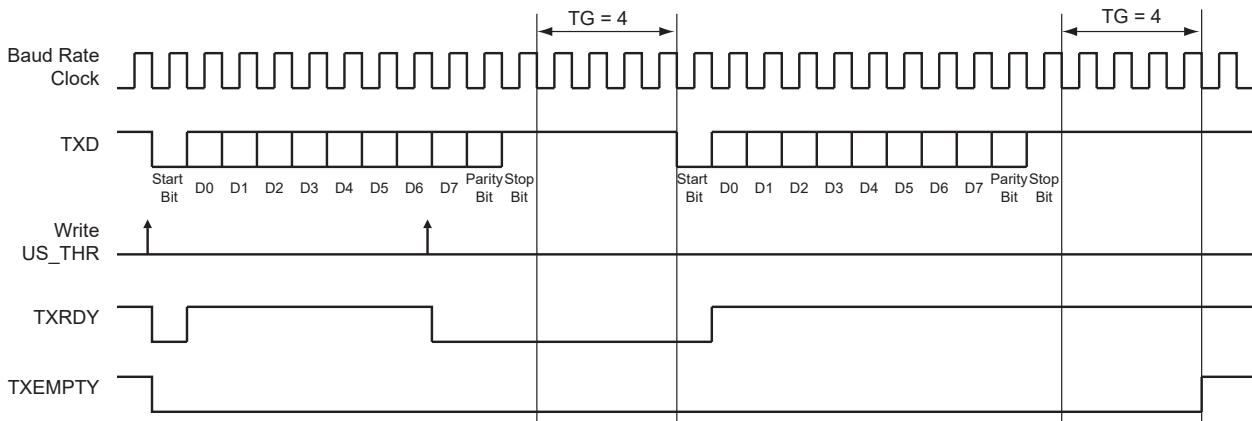 TG = 4
TG = 4
Baud Rate
Clock
TXD
Start
Bit
D0
D1
D2
D3
D4
D5
D6
D7
Parity
Bit
Stop
Bit
Start
Bit
D0
D1
D2
D3
D4
D5
D6
D7
Parity
Bit
Stop
Bit
Write
US_THR
TXRDY
TXEMPTY